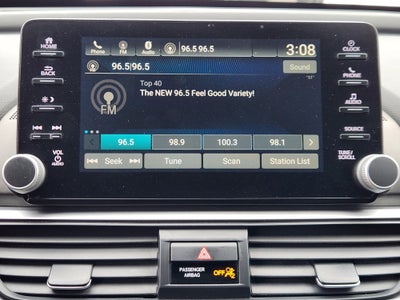 HOME
Phone
FM
Audio
96.5 96.5
3:08
CLOCK
96.5|96.5
Sound
BACK
PHONE
Top 40
The NEW 96.5 Feel Good Variety!
FM
AUDIO
SOURCE
96.5
98.9
100.3
98.1
VOL
AUDIO
Seek
Tune
Scan
Station List
TUNE/
SCROLL
PASSENGER
AIRBAG
OFF